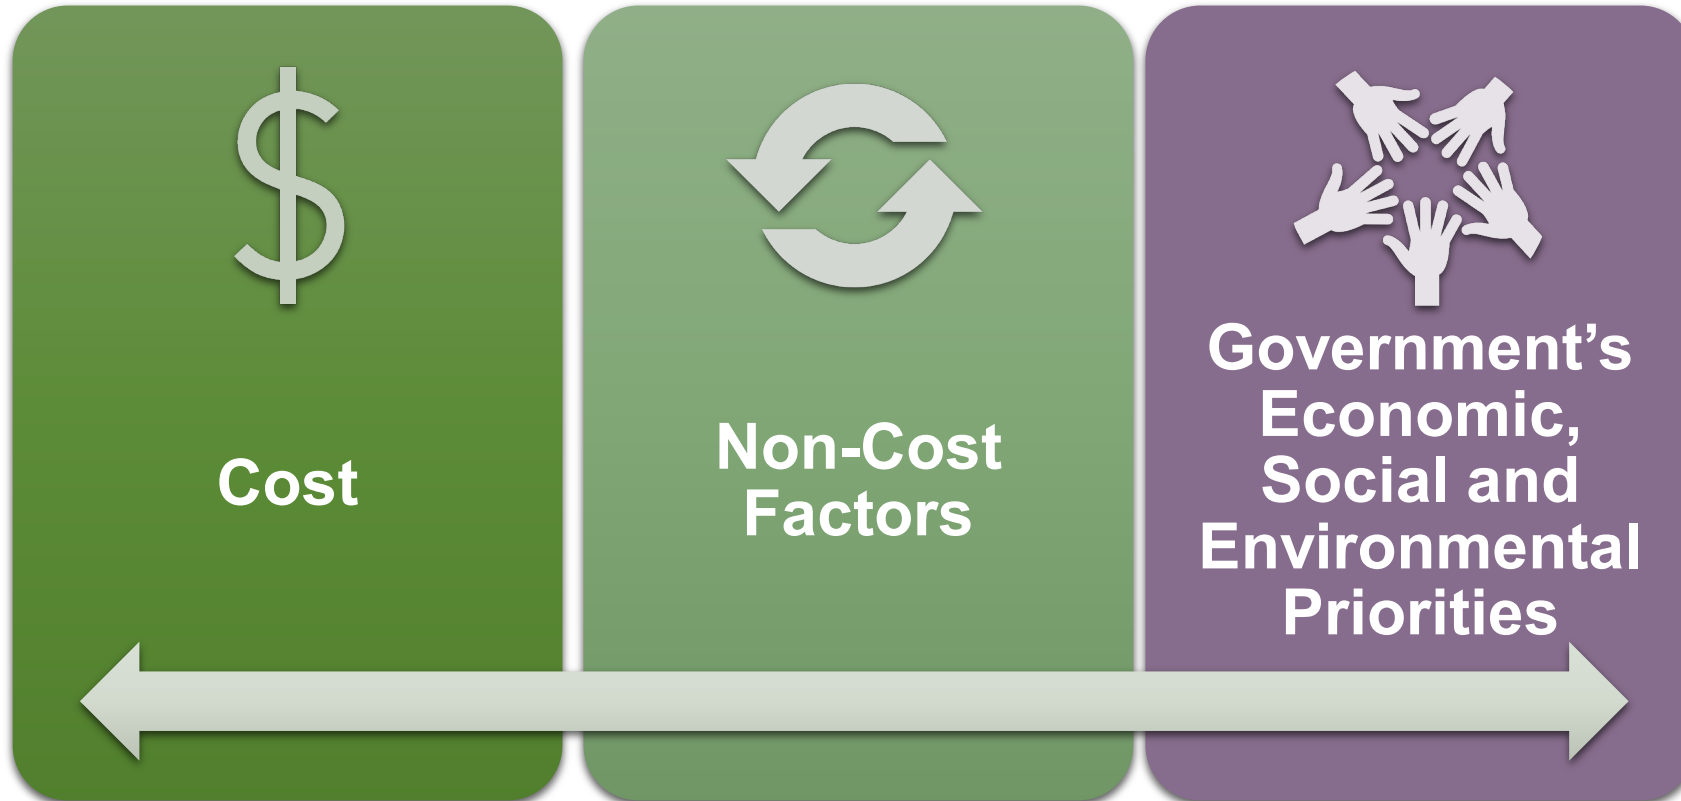 Cost
Non-Cost
Factors
Government’s
Economic,
Social and
Environmental
Priorities